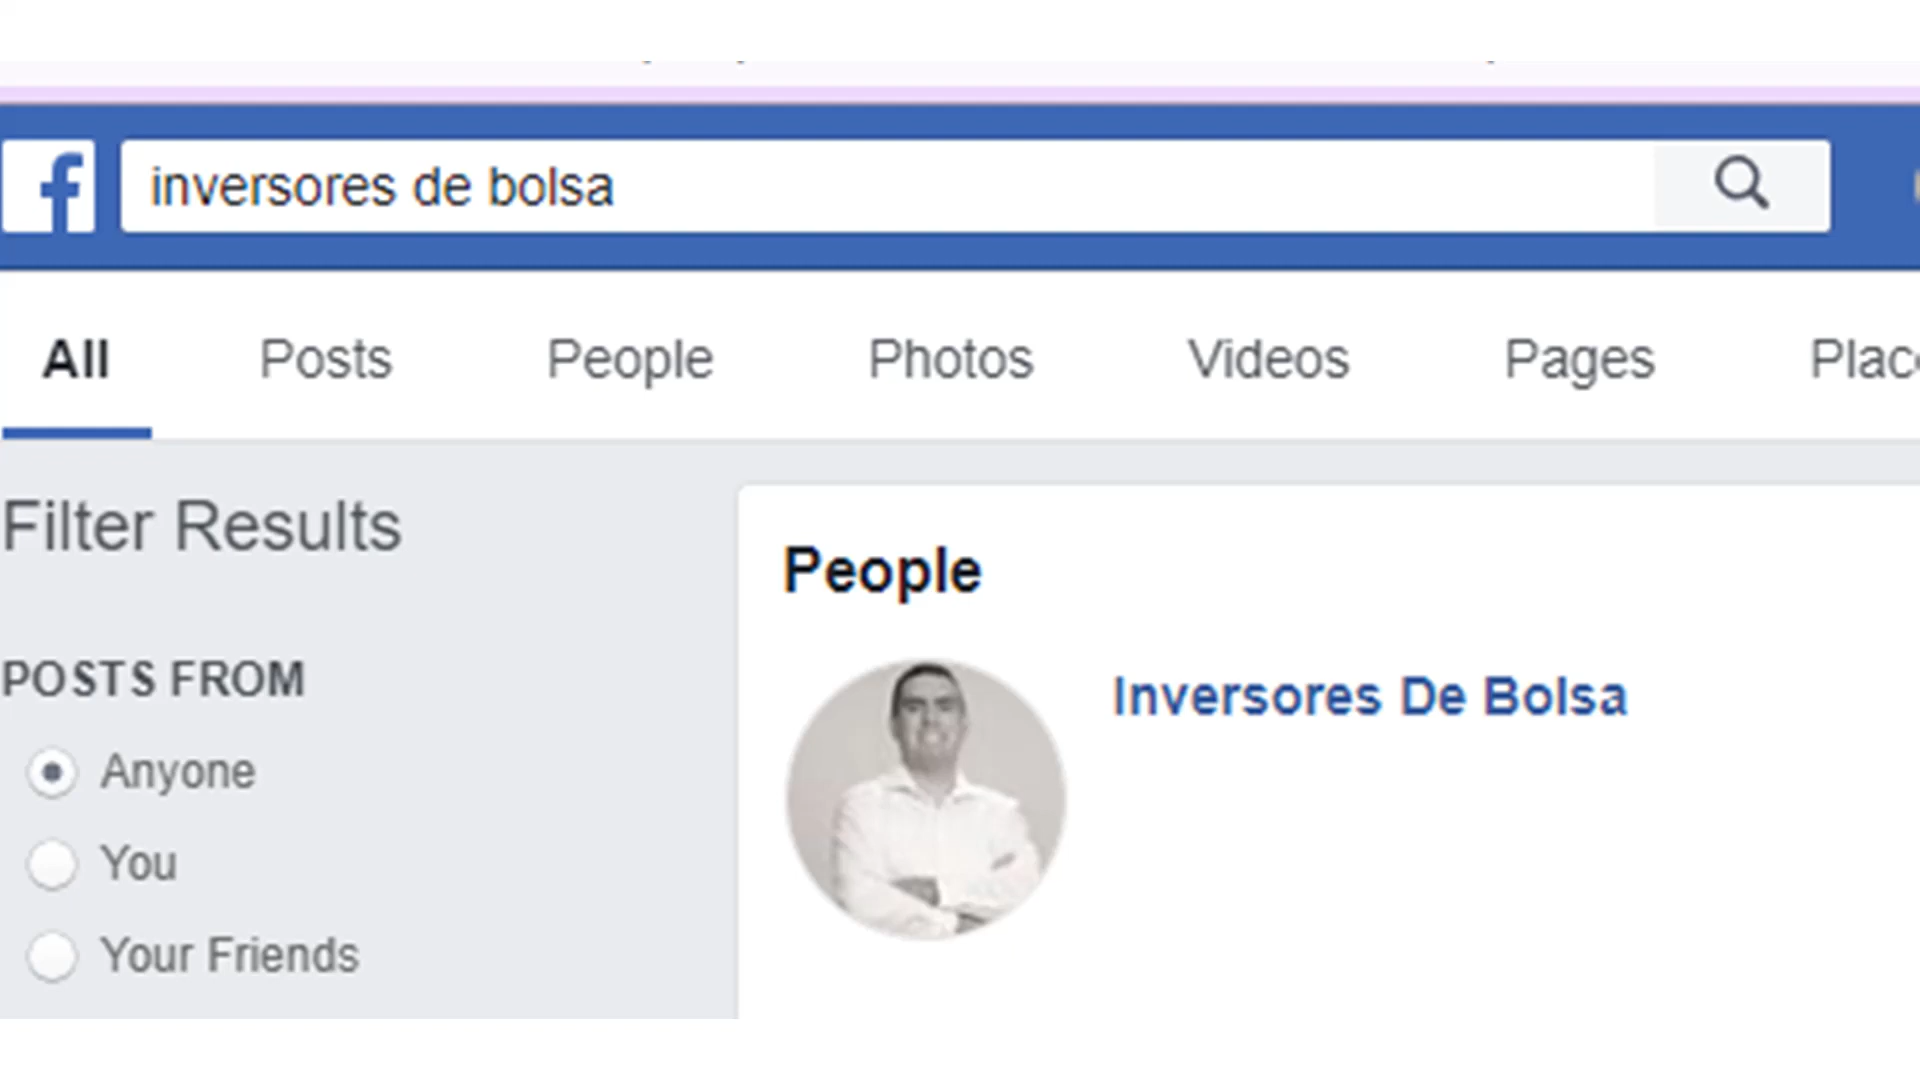 inversores de bolsa
All Posts People Photos Videos Pages
Filter Results
People
POSTS FROM
Inversores De Bolsa
Anyone
You
Your Friends